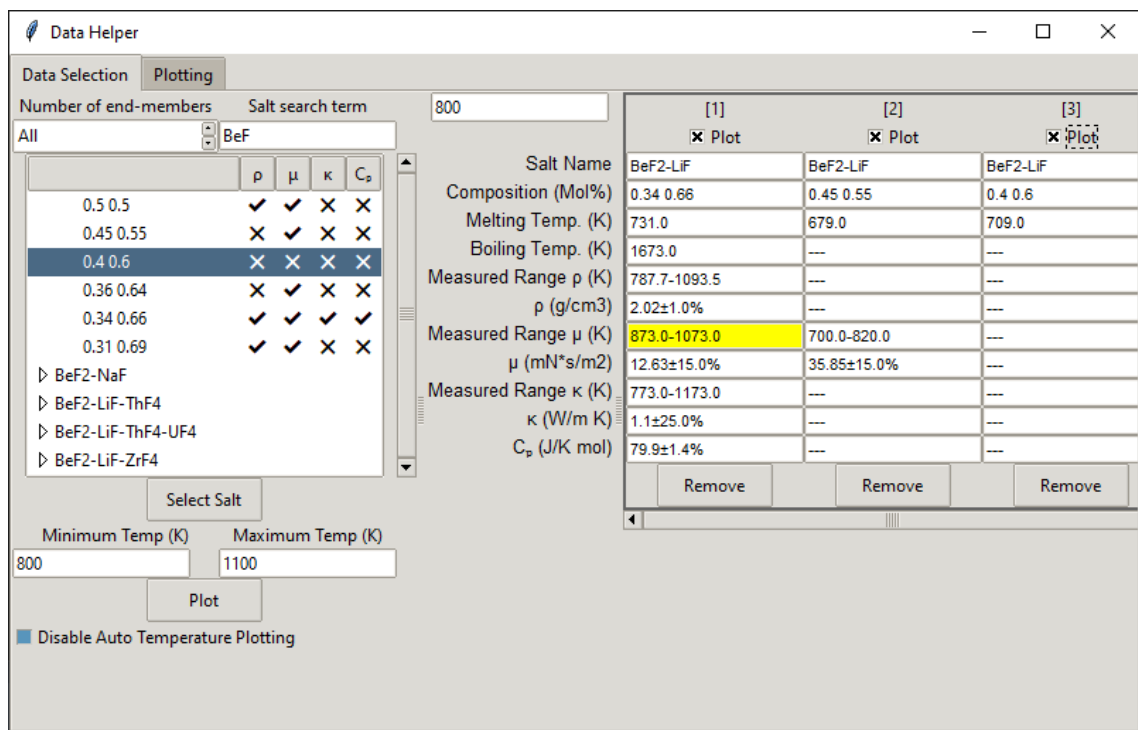 Data Helper
Data Selection Plotting
Number of end-members Salt search term
All BeF
ρ μ κ Cₚ
0.5 0.5
0.45 0.55
0.4 0.6
0.36 0.64
0.34 0.66
0.31 0.69
BeF2-NaF
BeF2-LiF-ThF4
BeF2-LiF-ThF4-UF4
BeF2-LiF-ZrF4
Select Salt
Minimum Temp (K) Maximum Temp (K)
800 1100
Plot
Disable Auto Temperature Plotting
800
[1] [2] [3]
Plot Plot Plot
Salt Name BeF2-LiF BeF2-LiF BeF2-LiF
Composition (Mol%) 0.34 0.66 0.45 0.55 0.4 0.6
Melting Temp. (K) 731.0 679.0 709.0
Boiling Temp. (K) 1673.0 --- ---
Measured Range ρ (K) 787.7-1093.5 --- ---
ρ (g/cm3) 2.02±1.0% --- ---
Measured Range μ (K) 873.0-1073.0 700.0-820.0 ---
μ (mN*s/m2) 12.63±15.0% 35.85±15.0% ---
Measured Range κ (K) 773.0-1173.0 --- ---
κ (W/m K) 1.1±25.0% --- ---
Cₚ (J/K mol) 79.9±1.4% --- ---
Remove Remove Remove